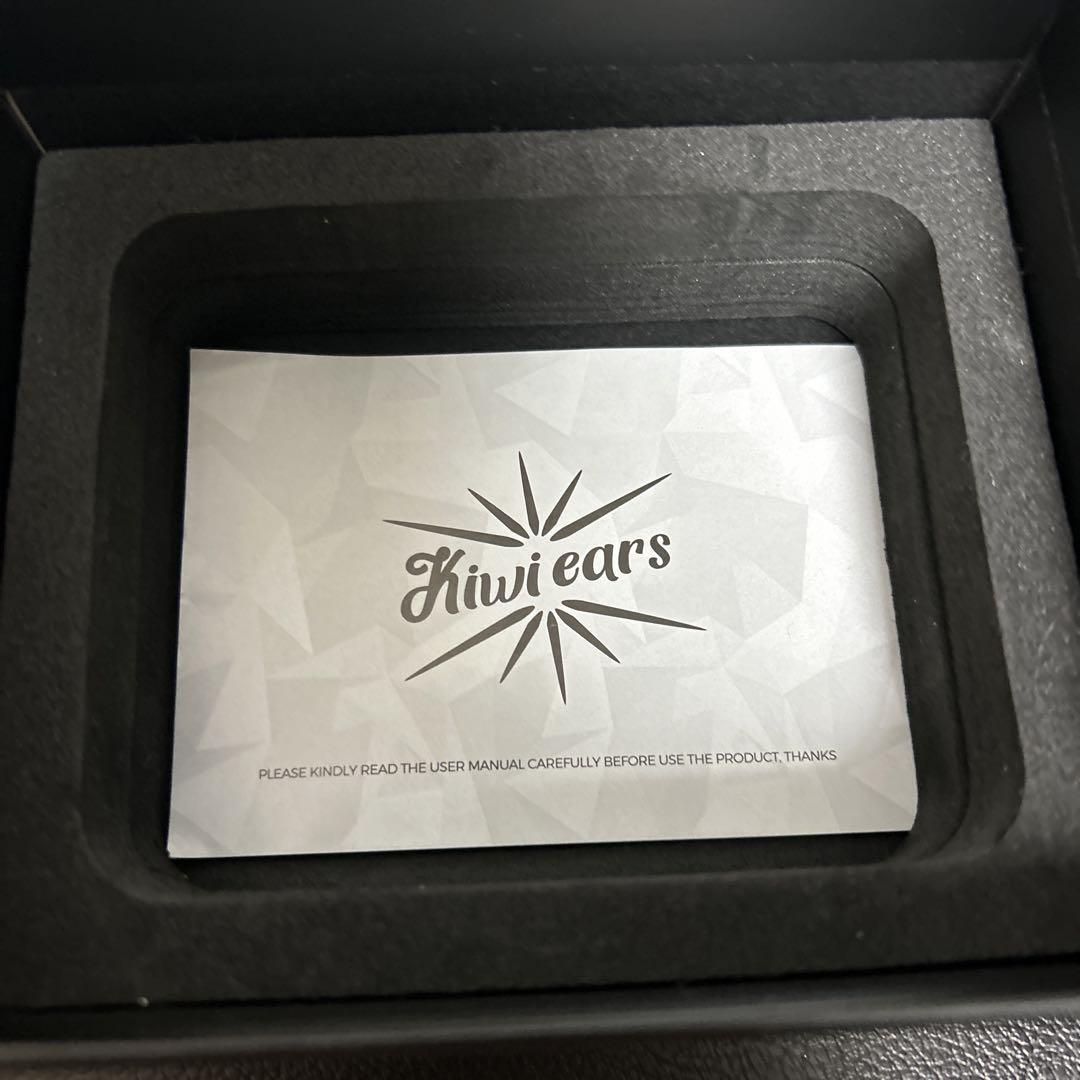 Kiwi ears
PLEASE KINDLY READ THE USER MANUAL CAREFULLY BEFORE USE THE PRODUCT, THANKS